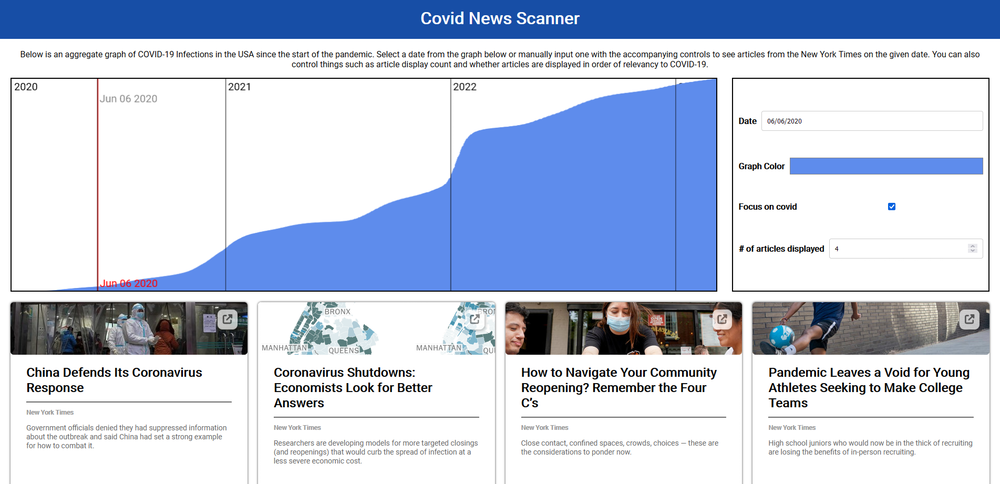 Covid News Scanner
Below is an aggregate graph of COVID-19 Infections in the USA since the start of the pandemic. Select a date from the graph below or manually input one with the accompanying controls to see articles from the New York Times on the given date. You can also
control things such as article display count and whether articles are displayed in order of relevancy to COVID-19.
2020
2021
2022
Jun 06 2020
Jun 06 2020
Date
06/06/2020
Graph Color
Focus on covid
# of articles displayed
4
China Defends Its Coronavirus
Response
New York Times
Government officials denied they had suppressed information
about the outbreak and said China had set a strong example
for how to combat it.
BRONX
MANHATTAN
QUEENS
MANHATTAN
BRO
QU
Coronavirus Shutdowns:
Economists Look for Better
Answers
New York Times
Researchers are developing models for more targeted closings
(and reopenings) that would curb the spread of infection at a
less severe economic cost.
How to Navigate Your Community
Reopening? Remember the Four
C's
New York Times
Close contact, confined spaces, crowds, choices — these are
the considerations to ponder now.
Pandemic Leaves a Void for Young
Athletes Seeking to Make College
Teams
New York Times
High school juniors who would now be in the thick of recruiting
are losing the benefits of in-person recruiting.